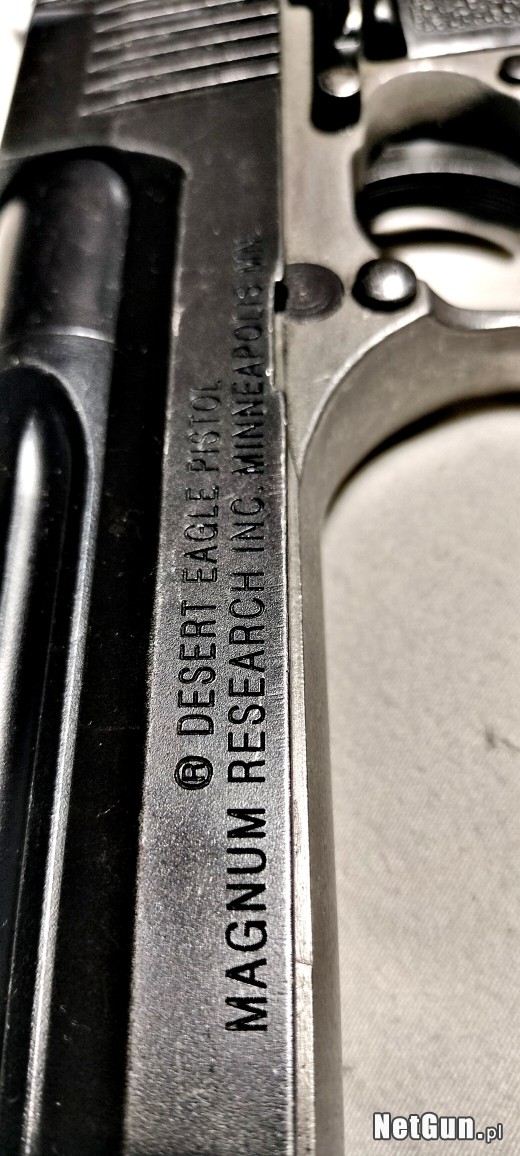 ® DESERT EAGLE PISTOL
MAGNUM RESEARCH INC. MINNEAPOLIS MN.
NetGun.pl